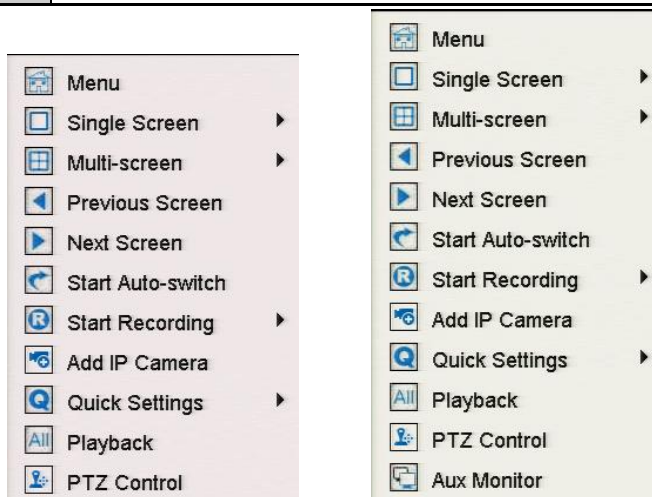 Menu
Single Screen
Multi-screen
Previous Screen
Next Screen
Start Auto-switch
R Start Recording
Add IP Camera
Q Quick Settings
All Playback
PTZ Control
Menu
Single Screen
Multi-screen
Previous Screen
Next Screen
Start Auto-switch
R Start Recording
Add IP Camera
Q Quick Settings
All Playback
PTZ Control
Aux Monitor